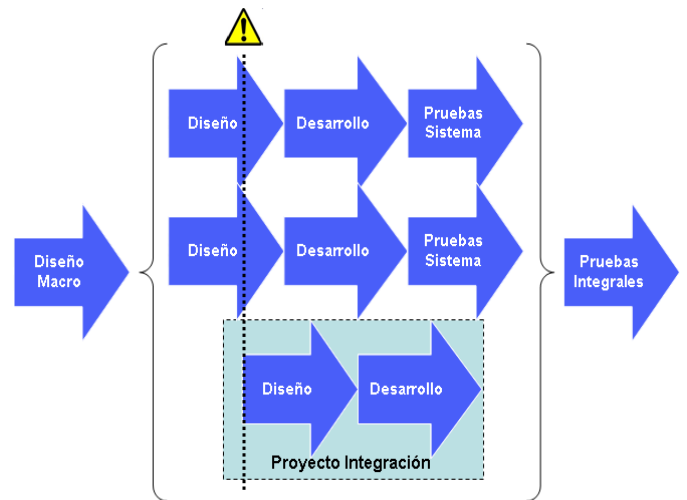 !
Diseño
Desarrollo
Pruebas
Sistema
Diseño
Desarrollo
Pruebas
Sistema
Diseño
Macro
Pruebas
Integrales
Diseño
Desarrollo
Proyecto Integración